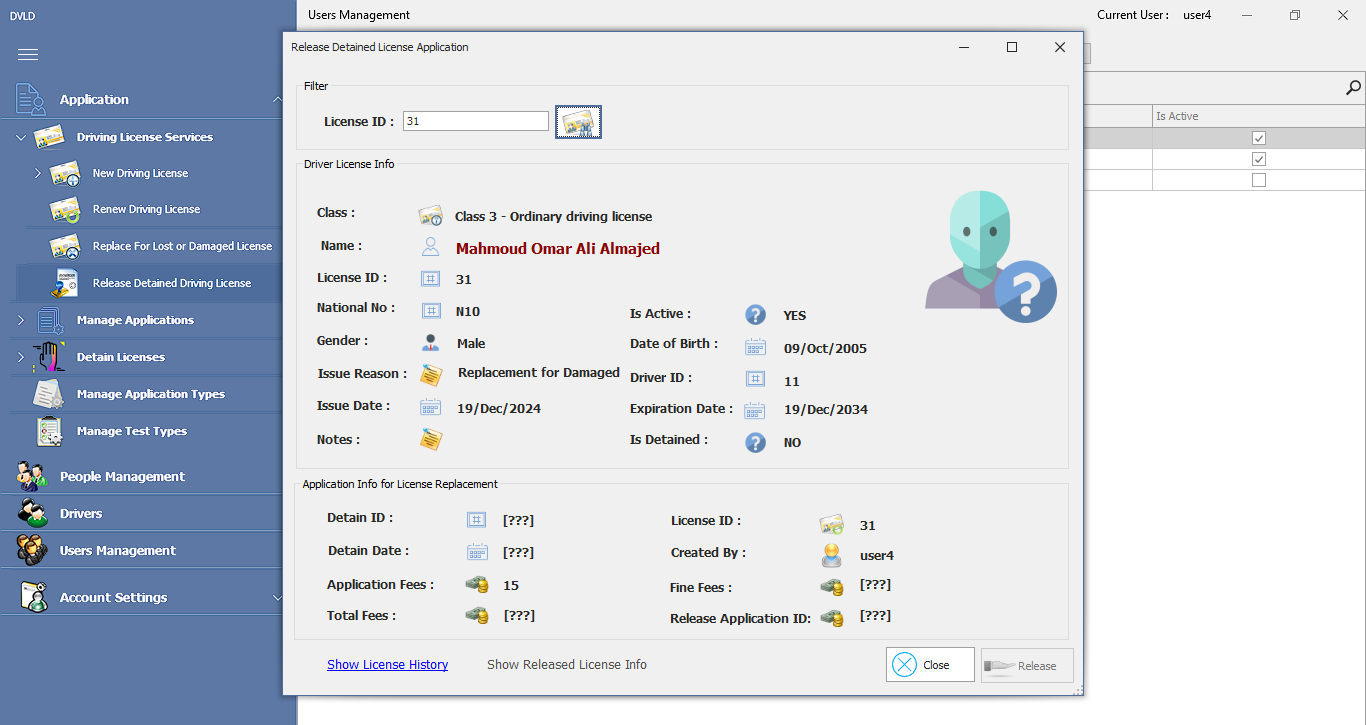 DVLD
Users Management
Current User : user4
Application
Driving License Services
New Driving License
Renew Driving License
Replace For Lost or Damaged License
Release Detained Driving License
Manage Applications
Detain Licenses
Manage Application Types
Manage Test Types
People Management
Drivers
Users Management
Account Settings
Is Active
Release Detained License Application
Filter
License ID : 31
Driver License Info
Class : Class 3 - Ordinary driving license
Name : Mahmoud Omar Ali Almajed
License ID : 31
National No : N10
Is Active : YES
Gender : Male
Date of Birth : 09/Oct/2005
Issue Reason : Replacement for Damaged
Driver ID : 11
Issue Date : 19/Dec/2024
Expiration Date : 19/Dec/2034
Notes :
Is Detained : NO
Application Info for License Replacement
Detain ID : [???]
License ID : 31
Detain Date : [???]
Created By : user4
Application Fees : 15
Fine Fees : [???]
Total Fees : [???]
Release Application ID: [???]
Show License History
Show Released License Info
Close
Release